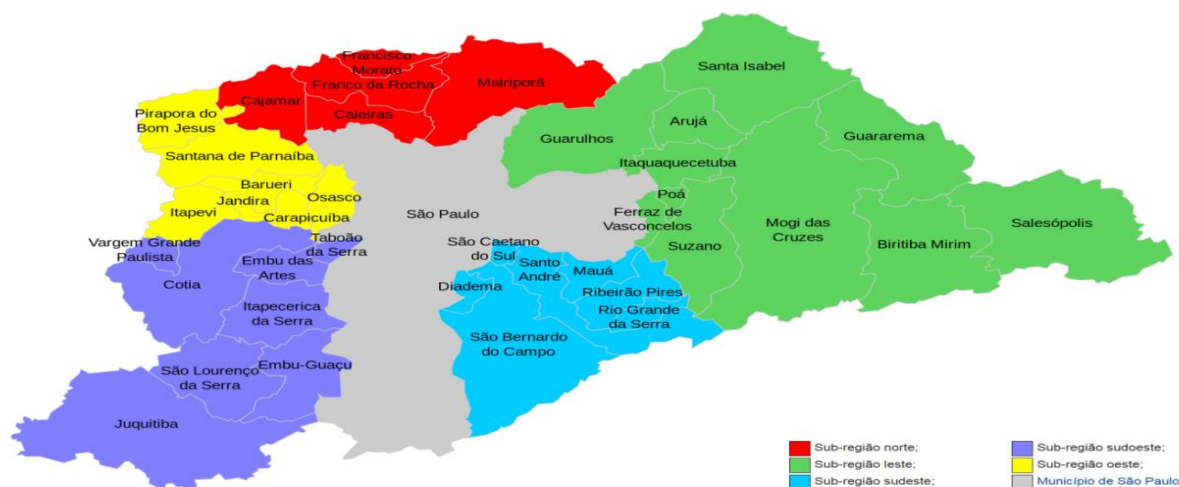 Francisco
Morato
Franco da Rocha
Mairiporã
Cajamar
Caieiras
Santa Isabel
Pirapora do
Bom Jesus
Arujá
Guarulhos
Guararema
Santana de Parnaíba
Itaquaquecetuba
Barueri
Jandira
Osasco
Itapevi
Carapicuíba
São Paulo
Poá
Ferraz de
Vasconcelos
Mogi das
Cruzes
Salesópolis
Biritiba Mirim
Suzano
Vargem Grande
Paulista
Taboão
da Serra
São Caetano
do Sul
Embu das
Artes
Cotia
Santo
André
Mauá
Diadema
Ribeirão Pires
Itapecerica
da Serra
Rio Grande
da Serra
São Bernardo
do Campo
São Lourenço
da Serra
Embu-Guaçu
Juquitiba
Sub-região norte;
Sub-região leste;
Sub-região sudeste;
Sub-região sudoeste;
Sub-região oeste;
Município de São Paulo